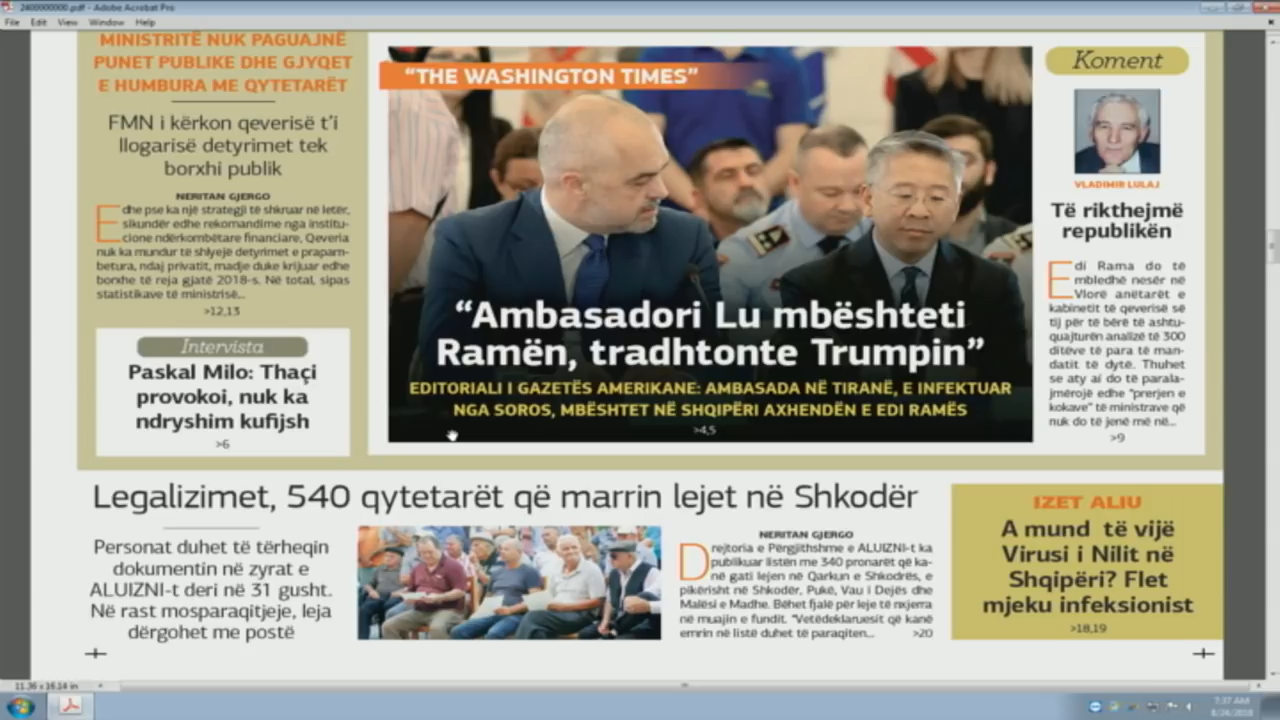 2400000000.pdf - Adobe Acrobat Pro
File Edit View Window Help
MINISTRITË NUK PAGUAJNË
PUNET PUBLIKE DHE GJYQET
E HUMBURA ME QYTETARËT
FMN i kërkon qeverisë t'i
llogarisë detyrimet tek
borxhi publik
NERITAN GJERGO
Edhe pse ka një strategji të shkruar në letër,
sikundër edhe rekomandime nga institu-
cione ndërkombëtare financiare, Qeveria
nuk ka mundur të shlyejë detyrimet e prapam-
betura, ndaj privatit, madje duke krijuar edhe
borxhe të reja gjatë 2018-s. Në total, sipas
statistikave të ministrisë...
>12,13
Intervista
Paskal Milo: Thaçi
provokoi, nuk ka
ndryshim kufijsh
>6
"THE WASHINGTON TIMES"
"Ambasadori Lu mbështeti
Ramën, tradhtonte Trumpin"
EDITORIALI I GAZETËS AMERIKANE: AMBASADA NË TIRANË, E INFEKTUAR
NGA SOROS, MBËSHTET NË SHQIPËRI AXHENDËN E EDI RAMËS
>4,5
Koment
VLADIMIR LULAJ
Të rikthejmë
republikën
Edi Rama do të
mbledhë nesër në
Vlorë anëtarët e
kabinetit të qeverisë së
tij për të bërë të ashtu-
quajturën analizë të 300
ditëve të para të man-
datit të dytë. Thuhet
se aty ai do të parala-
jmërojë edhe "prerjen e
kokave" të ministrave që
nuk do të jenë më në...
>9
Legalizimet, 540 qytetarët që marrin lejet në Shkodër
Personat duhet të tërheqin
dokumentin në zyrat e
ALUIZNI-t deri në 31 gusht.
Në rast mosparaqitjeje, leja
dërgohet me postë
NERITAN GJERGO
Drejtoria e Përgjithshme e ALUIZNI-t ka
publikuar listën me 340 pronarët që ka-
në gati lejen në Qarkun e Shkodrës, e
pikërisht në Shkodër, Pukë, Vau i Dejës dhe
Malësi e Madhe. Bëhet fjalë për leje të nxjerra
në muajin e fundit. "Vetëdeklaruesit që kanë
emrin në listë duhet të paraqiten... >20
IZET ALIU
A mund të vijë
Virusi i Nilit në
Shqipëri? Flet
mjeku infeksionist
>18,19
11.36 x 16.14 in
7:37 AM
8/24/2018